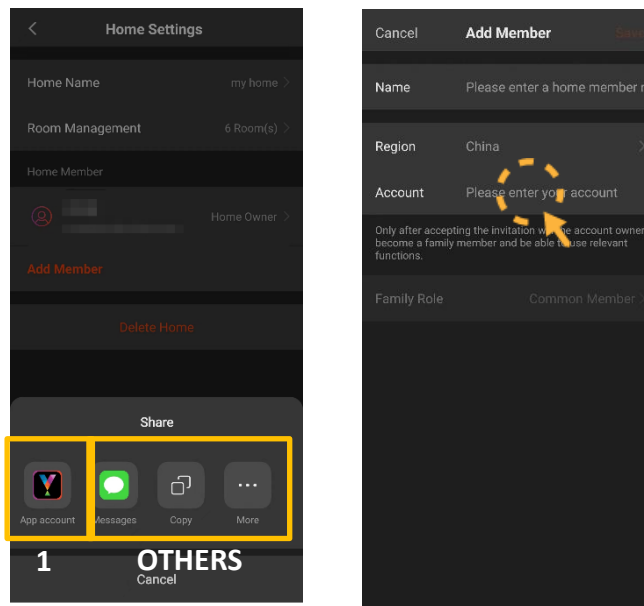 Home Settings
Home Name my home
Room Management 6 Room(s)
Home Member
Home Owner
Add Member
Delete Home
Share
App account Messages Copy More
1 OTHERS
Cancel
Cancel Add Member Save
Name Please enter a home member
Region China
Account Please enter your account
Only after accepting the invitation the account owner
become a family member and be able to use relevant
functions.
Family Role Common Member